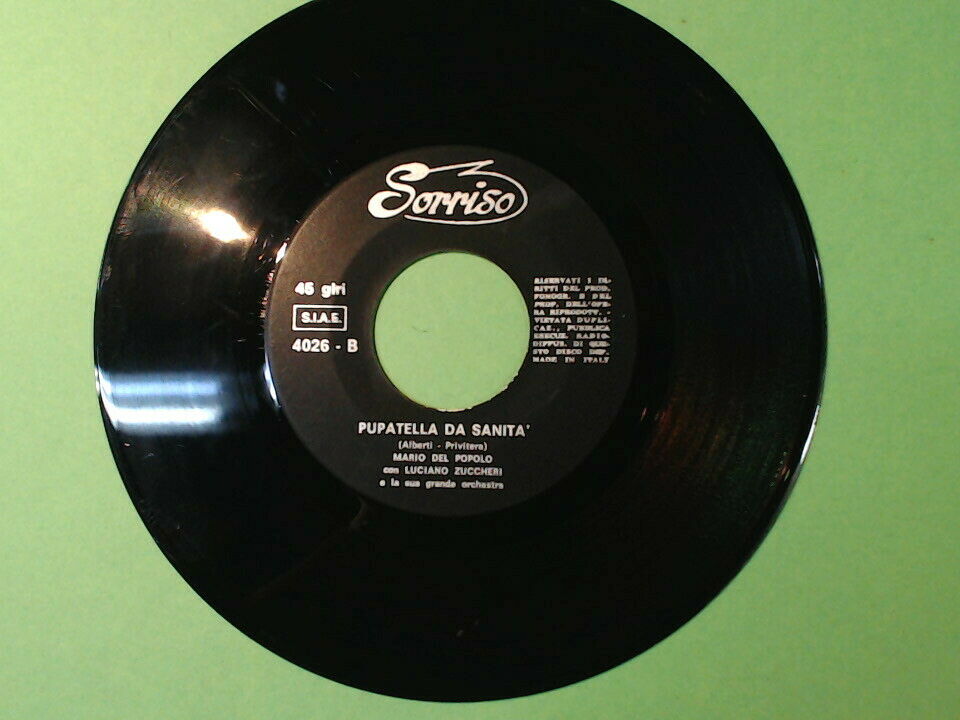 Sorriso
45 giri
S.I.A.E.
4026 - B
RISERVATI I DI-
RITTI DEL PROD.
FONOGR. E DEL
PROP. DELL'OPE-
RA RIPRODOTT. -
VIETATA DUPLI-
CAZ., PUBBLICA
ESECUZ. RADIO-
DIFFUS. DI QUE-
STO DISCO DEP.
MADE IN ITALY
PUPATELLA DA SANITA'
(Alberti - Privitera)
MARIO DEL POPOLO
con LUCIANO ZUCCHERI
e la sua grande orchestra